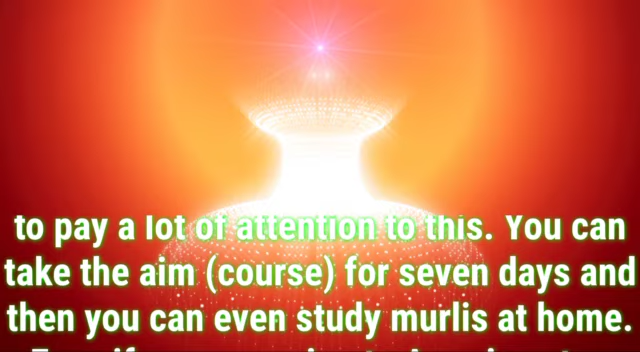 to pay a lot of attention to this. You can
take the aim (course) for seven days and
then you can even study murlis at home.